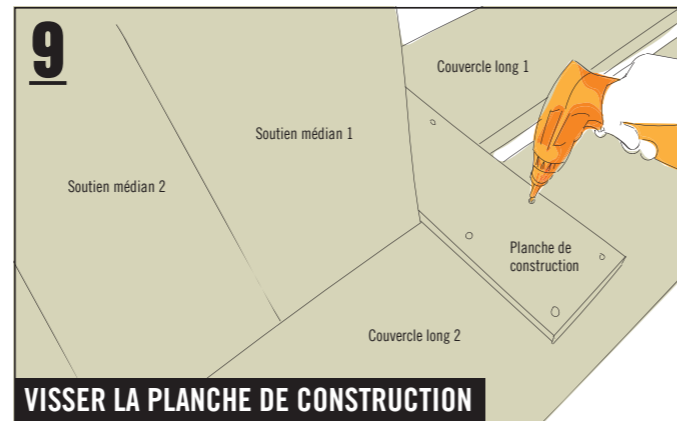 9
Couvercle long 1
Soutien médian 1
Soutien médian 2
Planche de
construction
Couvercle long 2
VISSER LA PLANCHE DE CONSTRUCTION